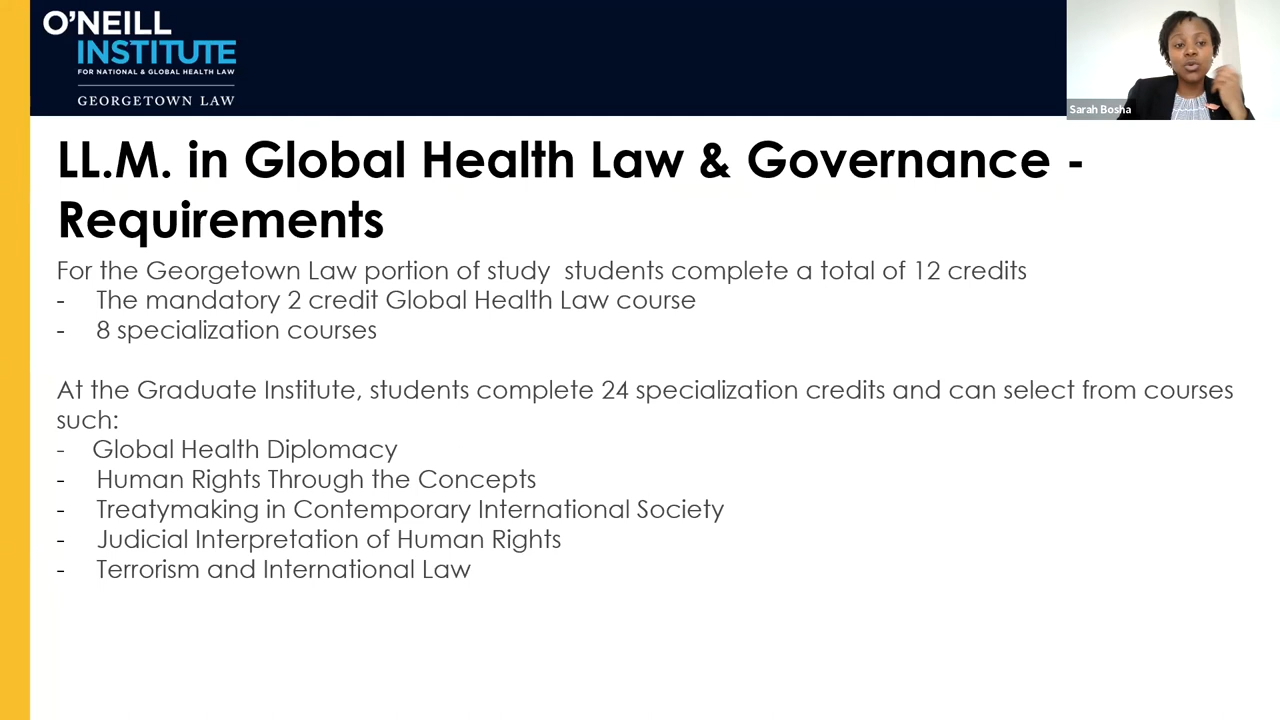 O'NEILL
INSTITUTE
FOR NATIONAL & GLOBAL HEALTH LAW
GEORGETOWN LAW
Sarah Bosha
LL.M. in Global Health Law & Governance -
Requirements
For the Georgetown Law portion of study  students complete a total of 12 credits
- The mandatory 2 credit Global Health Law course
- 8 specialization courses
At the Graduate Institute, students complete 24 specialization credits and can select from courses
such:
- Global Health Diplomacy
- Human Rights Through the Concepts
- Treatymaking in Contemporary International Society
- Judicial Interpretation of Human Rights
- Terrorism and International Law